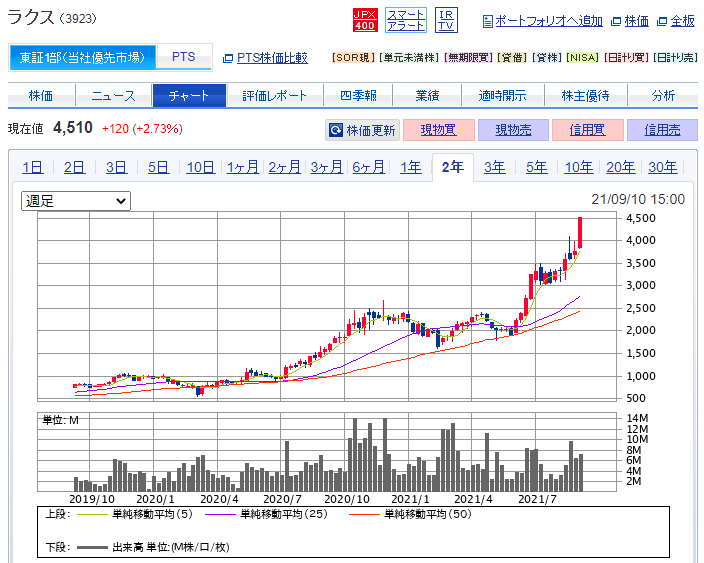 ラクス（3923）
JPX 400 スマート アラート IR TV ポートフォリオへ追加 株価 全板
東証1部（当社優先市場） PTS PTS株価比較 [SOR現] [単元未満株] [無期限買] [貸借] [貸株] [NISA] [日計り買] [日計り売]
株価 ニュース チャート 評価レポート 四季報 業績 適時開示 株主優待 分析
現在値 4,510 +120 (+2.73%) 株価更新 現物買 現物売 信用買 信用売
1日 2日 3日 5日 10日 1ヶ月 2ヶ月 3ヶ月 6ヶ月 1年 2年 3年 5年 10年 20年 30年
週足 21/09/10 15:00
4,500
4,000
3,500
3,000
2,500
2,000
1,500
1,000
500
単位: M
14M
12M
10M
8M
6M
4M
2M
2019/10 2020/1 2020/4 2020/7 2020/10 2021/1 2021/4 2021/7
上段： 単純移動平均（5） 単純移動平均（25） 単純移動平均（50）
下段： 出来高 単位:(M株/口/枚)